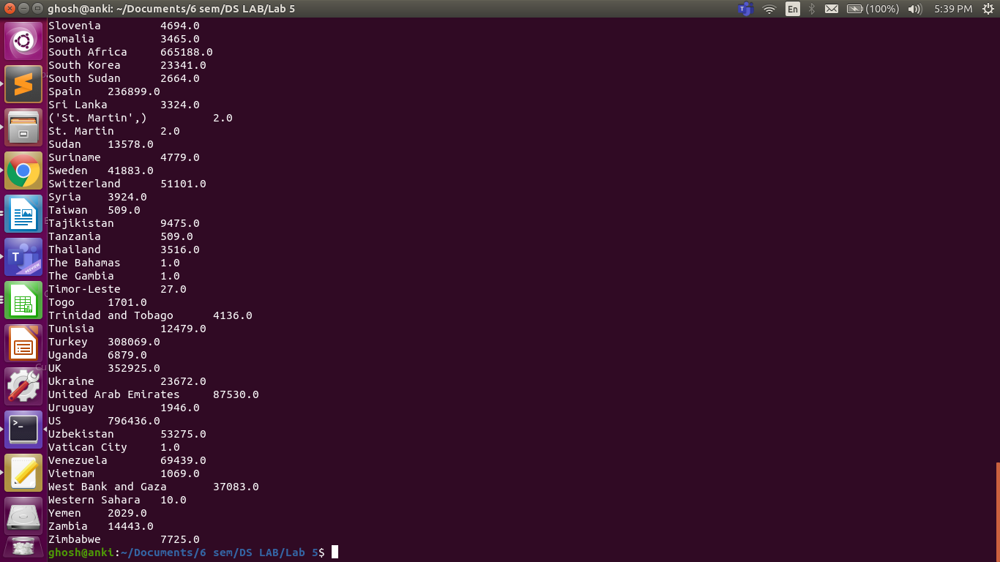 ghosh@anki: ~/Documents/6 sem/DS LAB/Lab 5 En (100%) 5:39 PM
Slovenia 4694.0
Somalia 3465.0
South Africa 665188.0
South Korea 23341.0
South Sudan 2664.0
Spain 236899.0
Sri Lanka 3324.0
('St. Martin',) 2.0
St. Martin 2.0
Sudan 13578.0
Suriname 4779.0
Sweden 41883.0
Switzerland 51101.0
Syria 3924.0
Taiwan 509.0
Tajikistan 9475.0
Tanzania 509.0
Thailand 3516.0
The Bahamas 1.0
The Gambia 1.0
Timor-Leste 27.0
Togo 1701.0
Trinidad and Tobago 4136.0
Tunisia 12479.0
Turkey 308069.0
Uganda 6879.0
UK 352925.0
Ukraine 23672.0
United Arab Emirates 87530.0
Uruguay 1946.0
US 796436.0
Uzbekistan 53275.0
Vatican City 1.0
Venezuela 69439.0
Vietnam 1069.0
West Bank and Gaza 37083.0
Western Sahara 10.0
Yemen 2029.0
Zambia 14443.0
Zimbabwe 7725.0
ghosh@anki:~/Documents/6 sem/DS LAB/Lab 5$